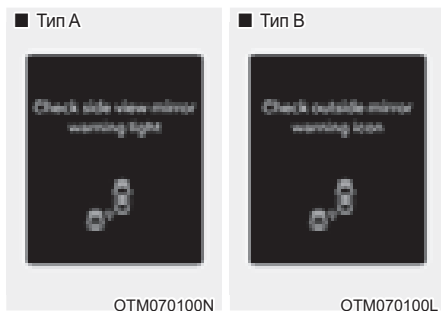 ■ Тип A
Check side view mirror
warning light
OTM070100N
■ Тип B
Check outside mirror
warning icon
OTM070100L